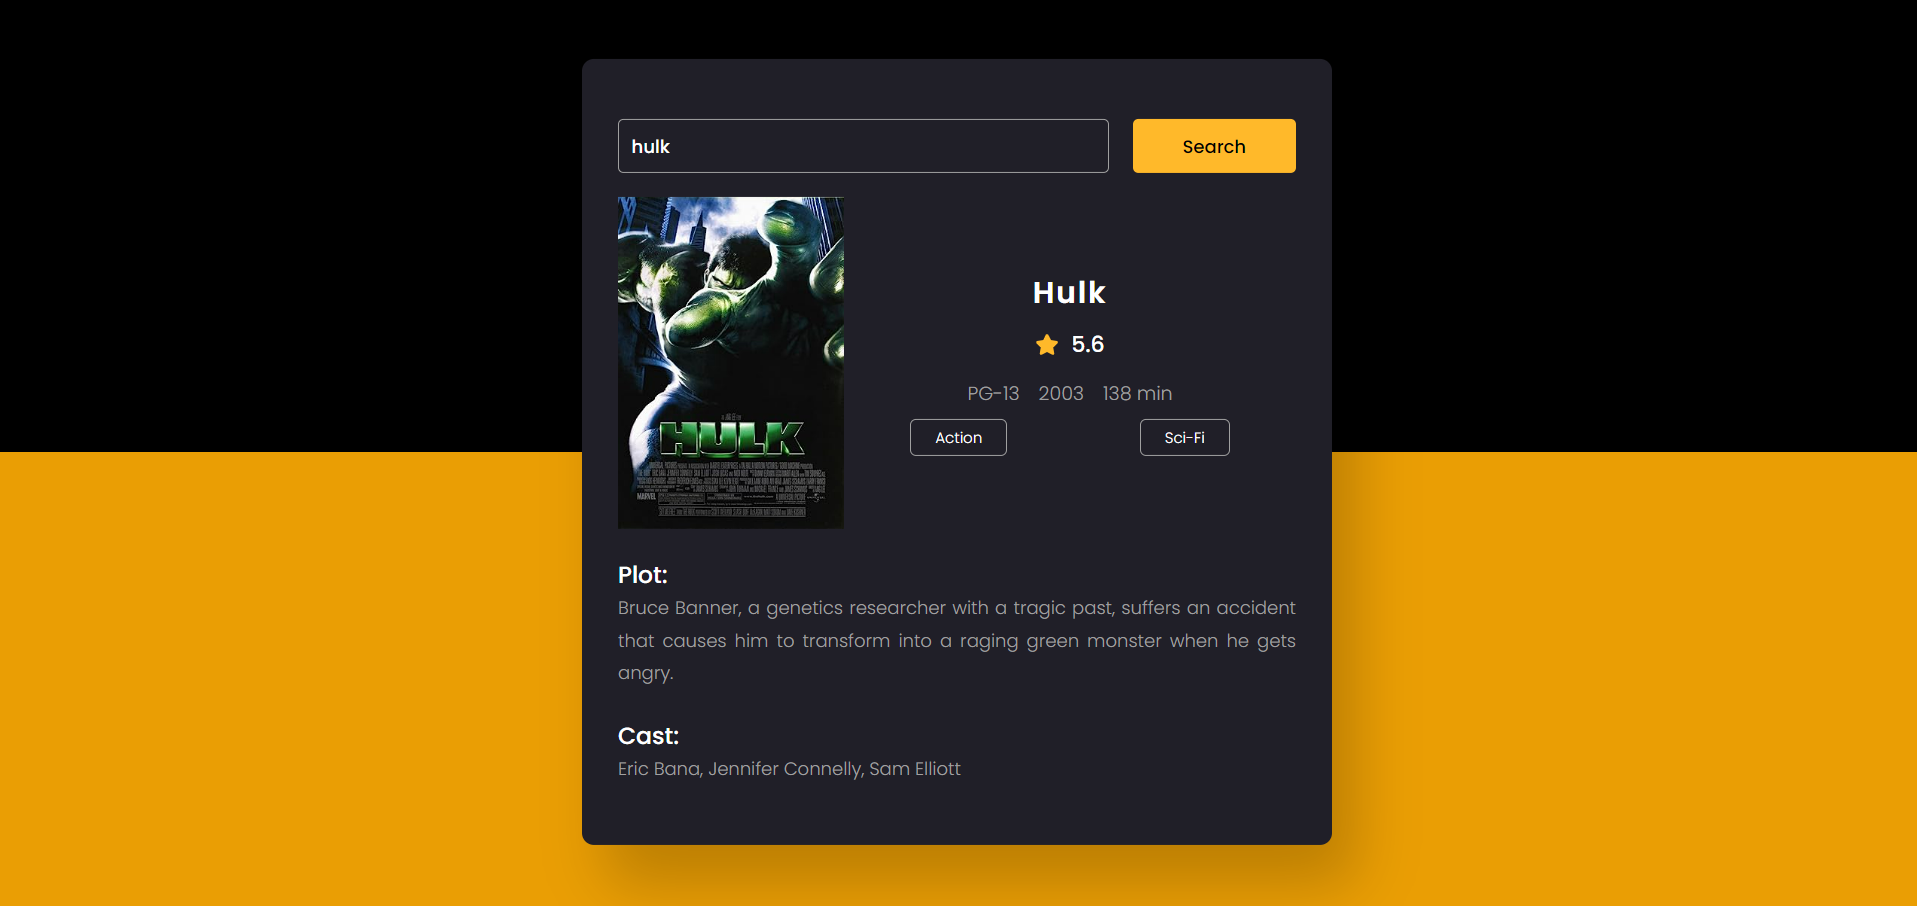 hulk
Search
HULK
MARVEL
Hulk
5.6
PG-13 2003 138 min
Action Sci-Fi
Plot:
Bruce Banner, a genetics researcher with a tragic past, suffers an accident
that causes him to transform into a raging green monster when he gets
angry.
Cast:
Eric Bana, Jennifer Connelly, Sam Elliott